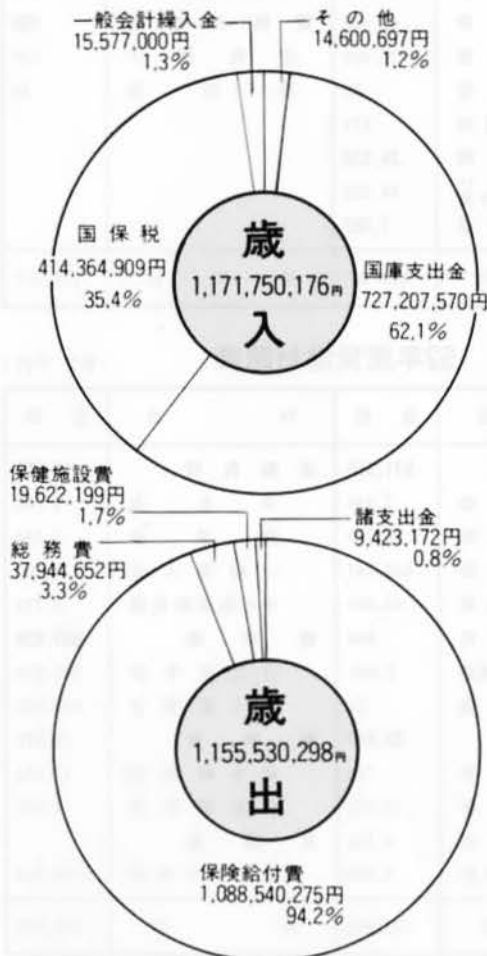 一般会計繰入金
15,577,000円
1.3%
その他
14,600,697円
1.2%
国保税
414,364,909円
35.4%
歳
1,171,750,176円
入
国庫支出金
727,207,570円
62.1%
保健施設費
19,622,199円
1.7%
総務費
37,944,652円
3.3%
諸支出金
9,423,172円
0.8%
歳
1,155,530,298円
出
保険給付費
1,088,540,275円
94.2%